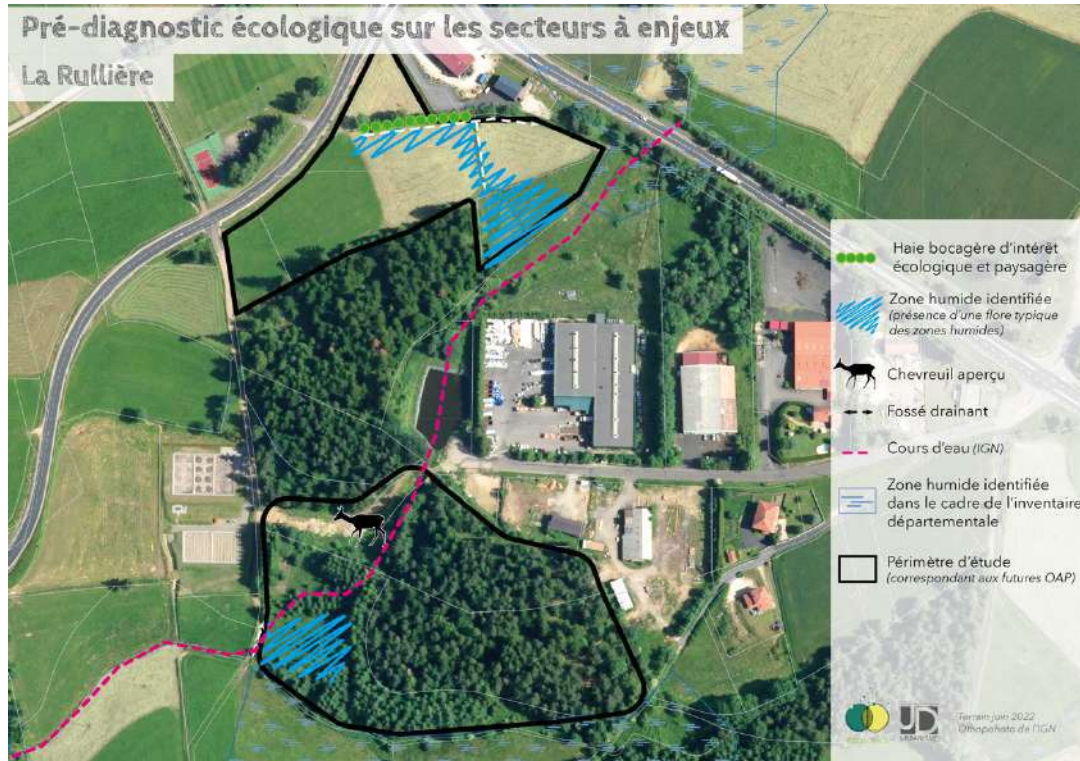 Pré-diagnostic écologique sur les secteurs à enjeux
La Rullière
Haie bocagère d'intérêt
écologique et paysagère
Zone humide identifiée
(présence d'une flore typique
des zones humides)
Chevreuil aperçu
Fossé drainant
Cours d'eau (IGN)
Zone humide identifiée
dans le cadre de l'inventaire
départementale
Périmètre d'étude
(correspondant aux futures OAP)
Terrain juin 2022
Othopohoto de l'IGN